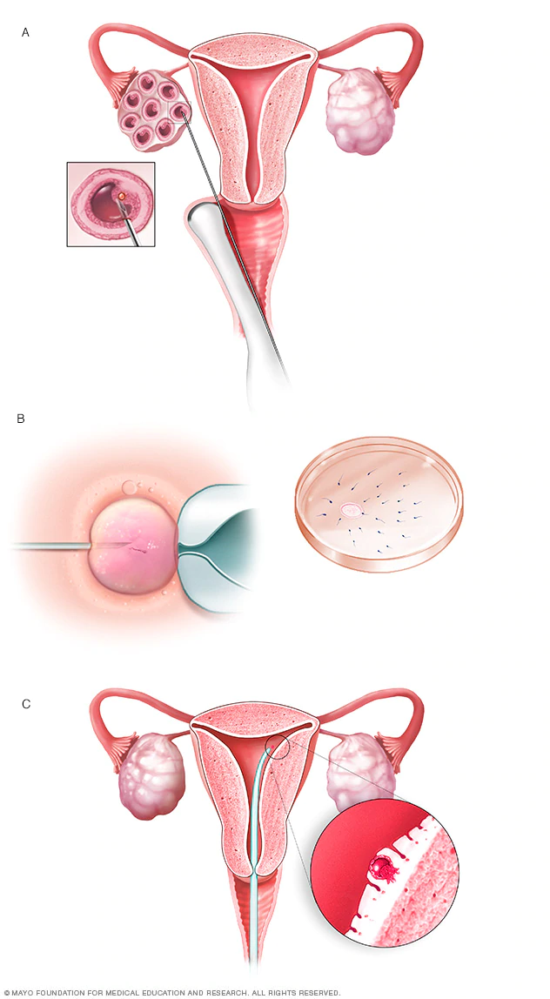 A
B
C
© MAYO FOUNDATION FOR MEDICAL EDUCATION AND RESEARCH. ALL RIGHTS RESERVED.